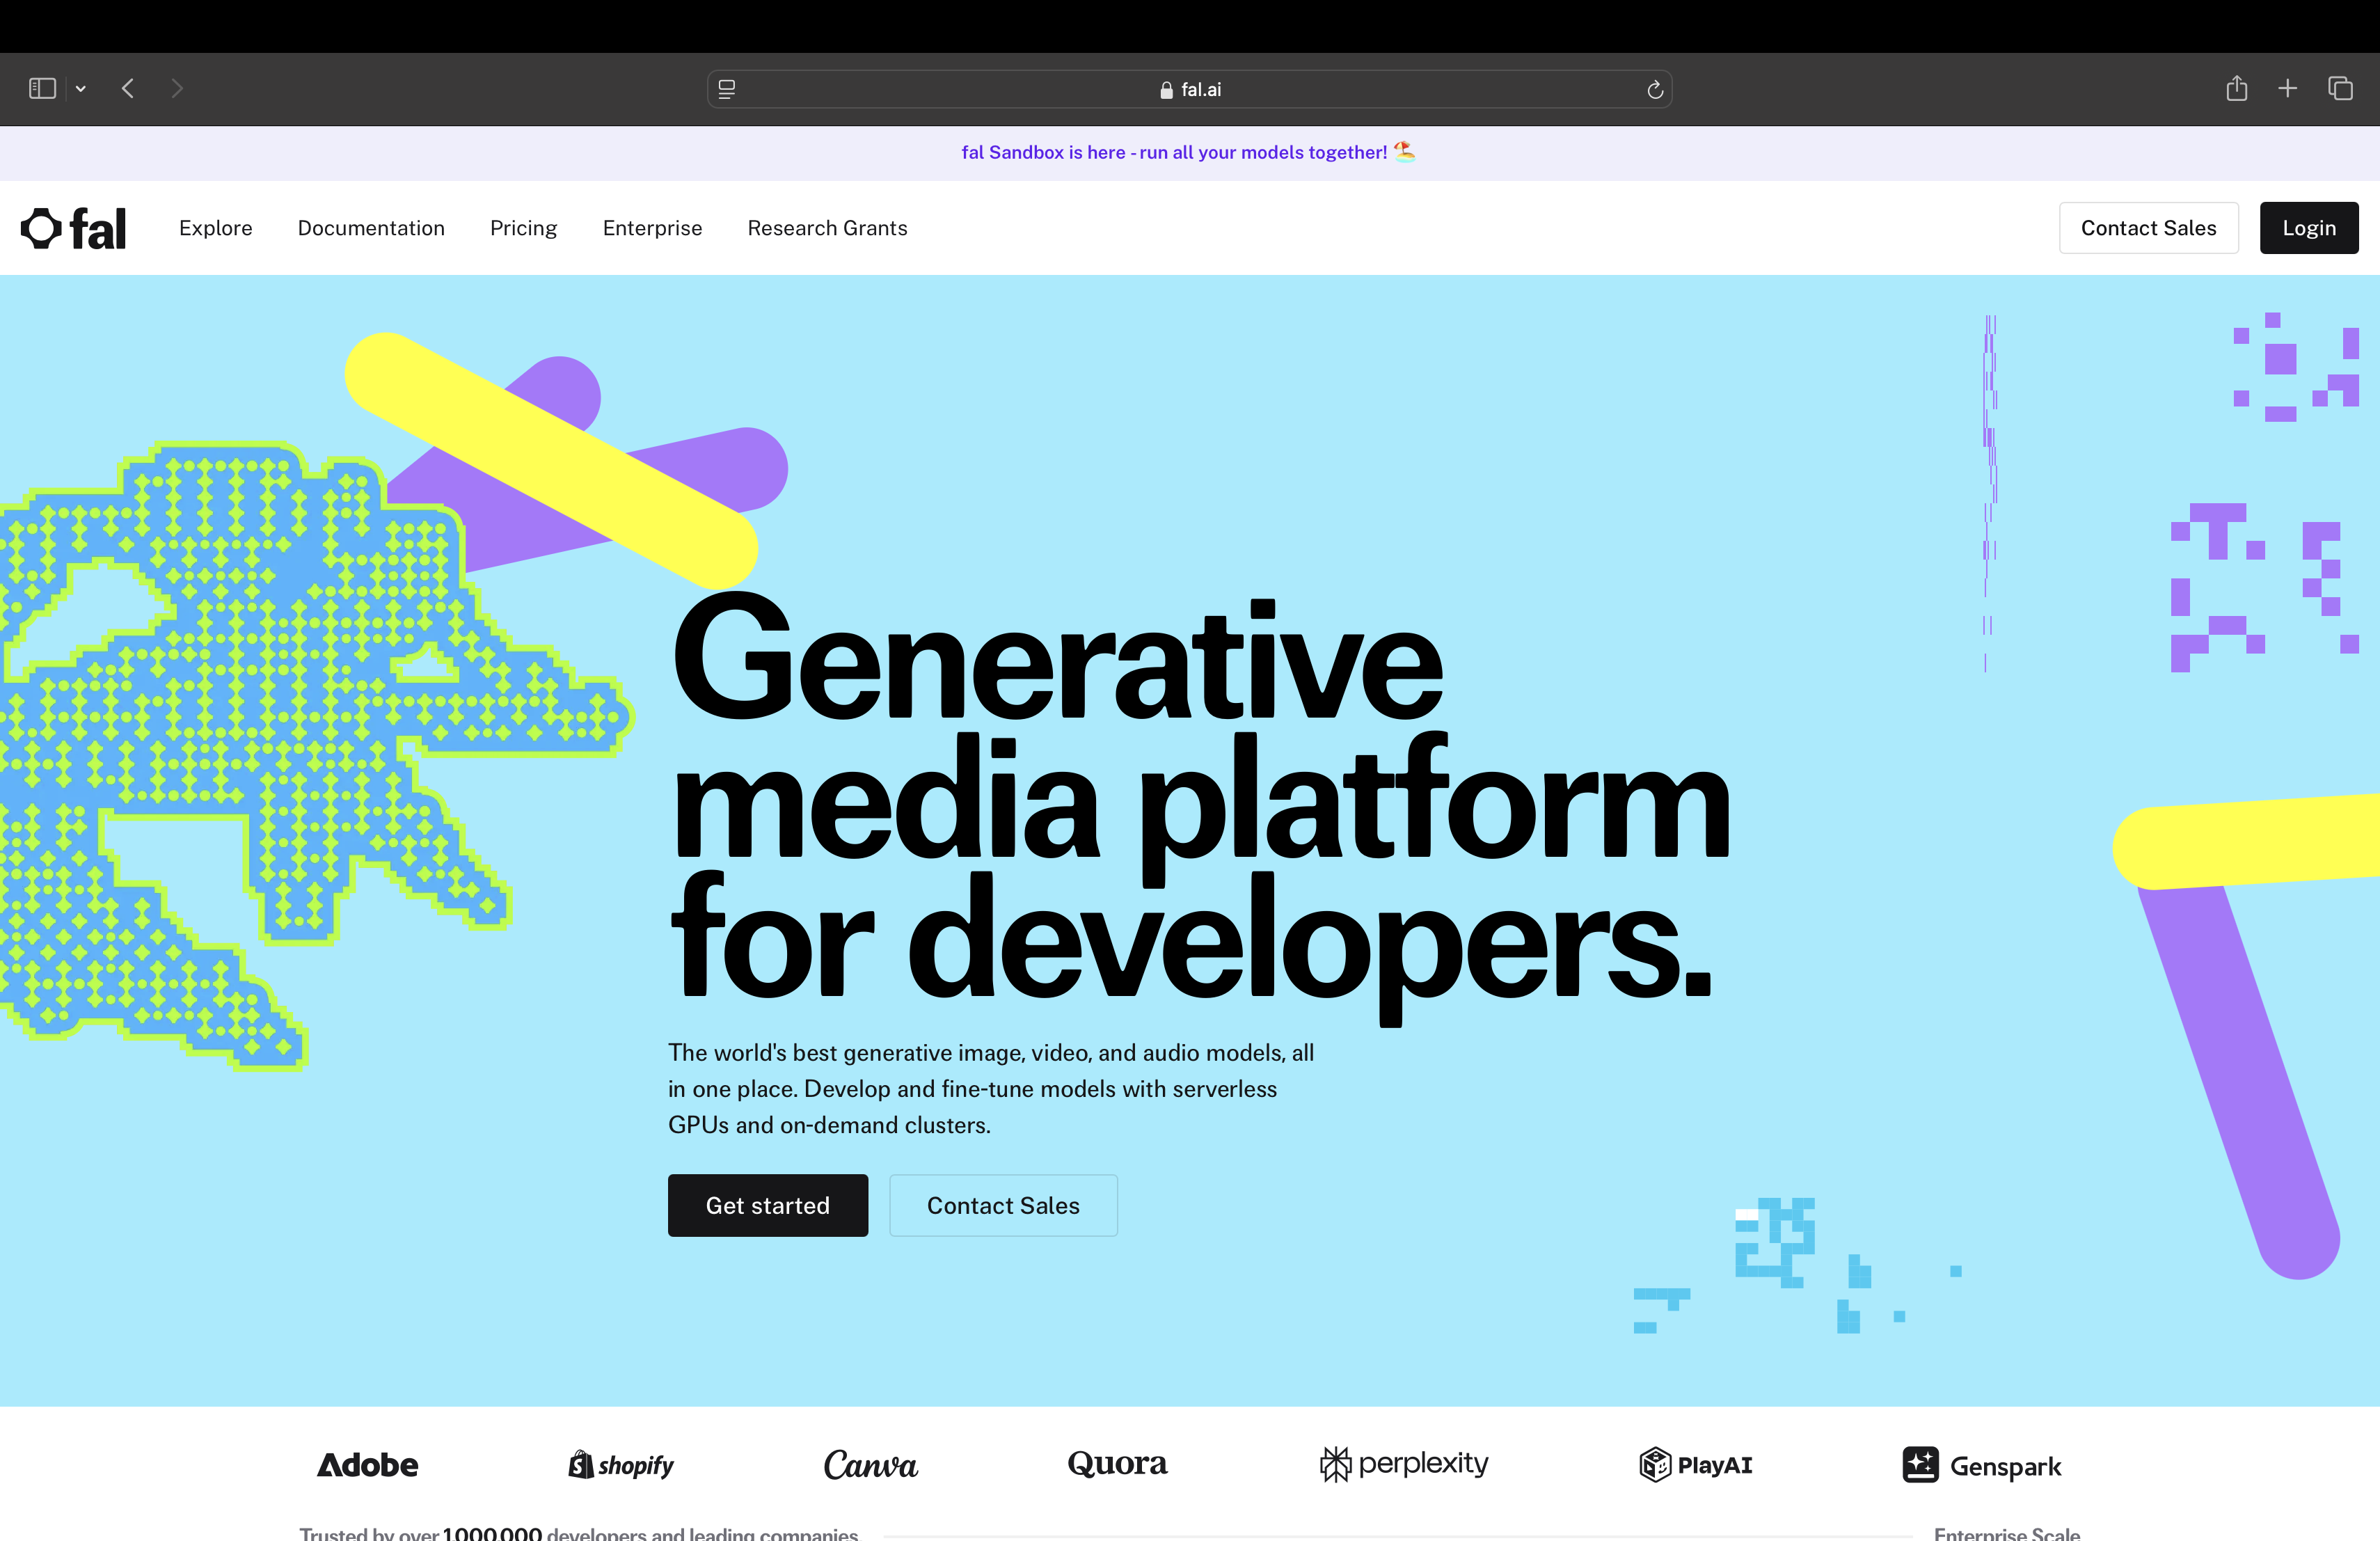 fal.ai
fal Sandbox is here - run all your models together! 🏖️
fal
Explore
Documentation
Pricing
Enterprise
Research Grants
Contact Sales
Login
Generative
media platform
for developers.
The world's best generative image, video, and audio models, all
in one place. Develop and fine-tune models with serverless
GPUs and on-demand clusters.
Get started
Contact Sales
Adobe
shopify
Canva
Quora
perplexity
PlayAI
Genspark
Trusted by over 1,000,000 developers and leading companies
Enterprise Scale